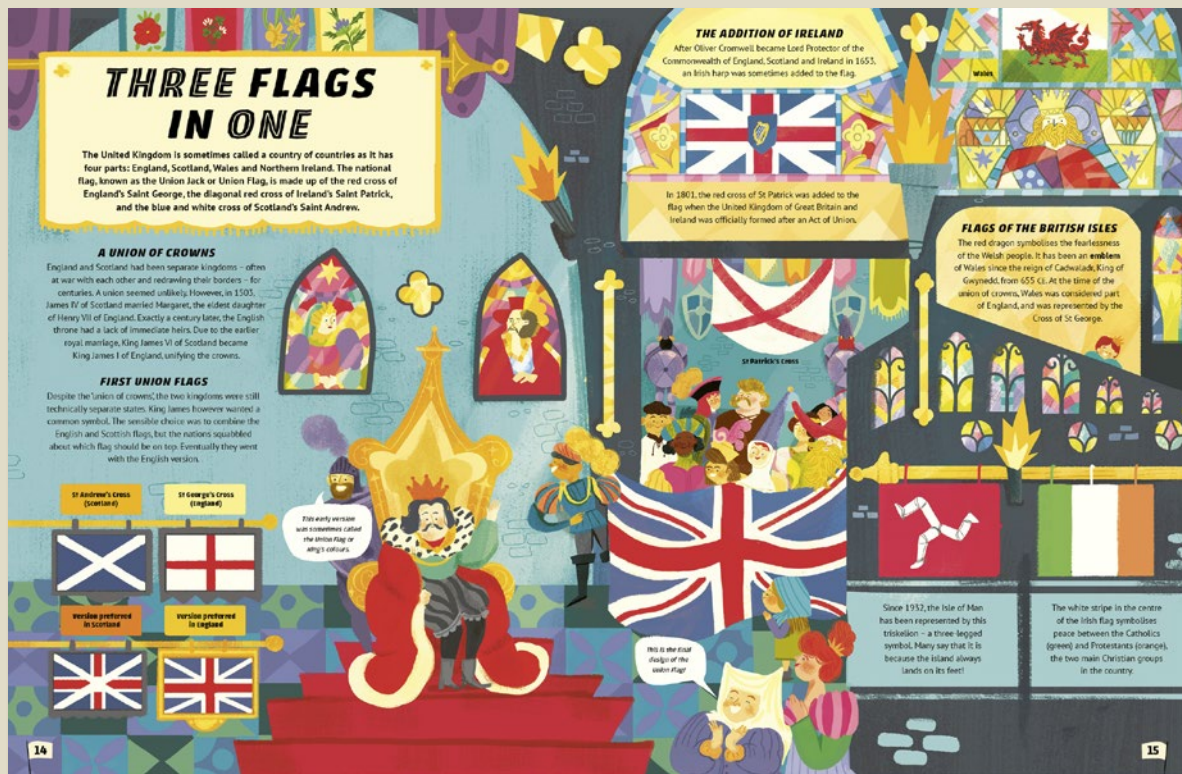 THREE FLAGS
IN ONE
The United Kingdom is sometimes called a country of countries as it has
four parts: England, Scotland, Wales and Northern Ireland. The national
flag, known as the Union Jack or Union Flag, is made up of the red cross of
England's Saint George, the diagonal red cross of Ireland's Saint Patrick,
and the blue and white cross of Scotland's Saint Andrew.
A UNION OF CROWNS
England and Scotland had been separate kingdoms – often
at war with each other and redrawing their borders – for
centuries. A union seemed unlikely. However, in 1503,
James IV of Scotland married Margaret, the eldest daughter
of Henry VII of England. Exactly a century later, the English
throne had a lack of immediate heirs. Due to the earlier
royal marriage, King James VI of Scotland became
King James I of England, unifying the crowns.
FIRST UNION FLAGS
Despite the 'union of crowns', the two kingdoms were still
technically separate states. King James however wanted a
common symbol. The sensible choice was to combine the
English and Scottish flags, but the nations squabbled
about which flag should be on top. Eventually they went
with the English version.
St Andrew's Cross
(Scotland)
St George's Cross
(England)
Version preferred
in Scotland
Version preferred
in England
This early version
was sometimes called
the Union Flag or
king's colours.
14
THE ADDITION OF IRELAND
After Oliver Cromwell became Lord Protector of the
Commonwealth of England, Scotland and Ireland in 1653,
an Irish harp was sometimes added to the flag.
In 1801, the red cross of St Patrick was added to the
flag when the United Kingdom of Great Britain and
Ireland was officially formed after an Act of Union.
St Patrick's Cross
This is the final
design of the
Union Flag!
Wales
FLAGS OF THE BRITISH ISLES
The red dragon symbolises the fearlessness
of the Welsh people. It has been an emblem
of Wales since the reign of Cadwaladr, King of
Gwynedd, from 655 CE. At the time of the
union of crowns, Wales was considered part
of England, and was represented by the
Cross of St George.
Since 1932, the Isle of Man
has been represented by this
triskelion – a three-legged
symbol. Many say that it is
because the island always
lands on its feet!
The white stripe in the centre
of the Irish flag symbolises
peace between the Catholics
(green) and Protestants (orange),
the two main Christian groups
in the country.
15